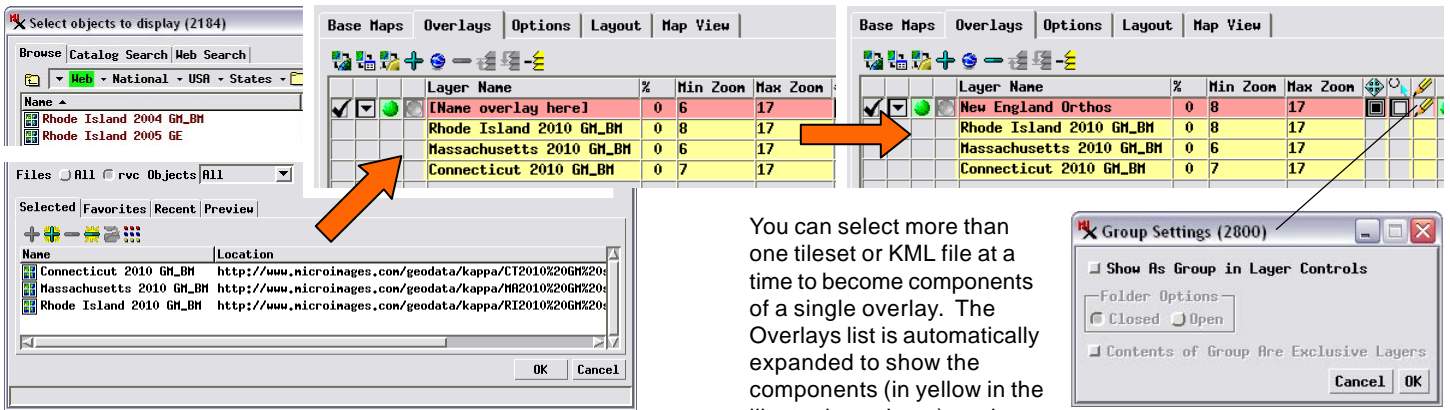 Select objects to display (2184)
Browse Catalog Search Web Search
Web - National - USA - States -
Name
Rhode Island 2004 GM_BM
Rhode Island 2005 GE
Files All rvc Objects All
Selected Favorites Recent Preview
Name Location
Connecticut 2010 GM_BM http://www.microimages.com/geodata/kappa/CT2010%20GM%20
Massachusetts 2010 GM_BM http://www.microimages.com/geodata/kappa/MA2010%20GM%20
Rhode Island 2010 GM_BM http://www.microimages.com/geodata/kappa/RI2010%20GM%20
OK Cancel
Base Maps Overlays Options Layout Map View
Layer Name % Min Zoom Max Zoom
[Name overlay here] 0 6 17
Rhode Island 2010 GM_BM 0 8 17
Massachusetts 2010 GM_BM 0 6 17
Connecticut 2010 GM_BM 0 7 17
Base Maps Overlays Options Layout Map View
Layer Name % Min Zoom Max Zoom
New England Orthos 0 8 17
Rhode Island 2010 GM_BM 0 8 17
Massachusetts 2010 GM_BM 0 6 17
Connecticut 2010 GM_BM 0 7 17
You can select more than
one tileset or KML file at a
time to become components
of a single overlay. The
Overlays list is automatically
expanded to show the
components (in yellow in the
Group Settings (2800)
Show As Group in Layer Controls
Folder Options
Closed Open
Contents of Group Are Exclusive Layers
Cancel OK